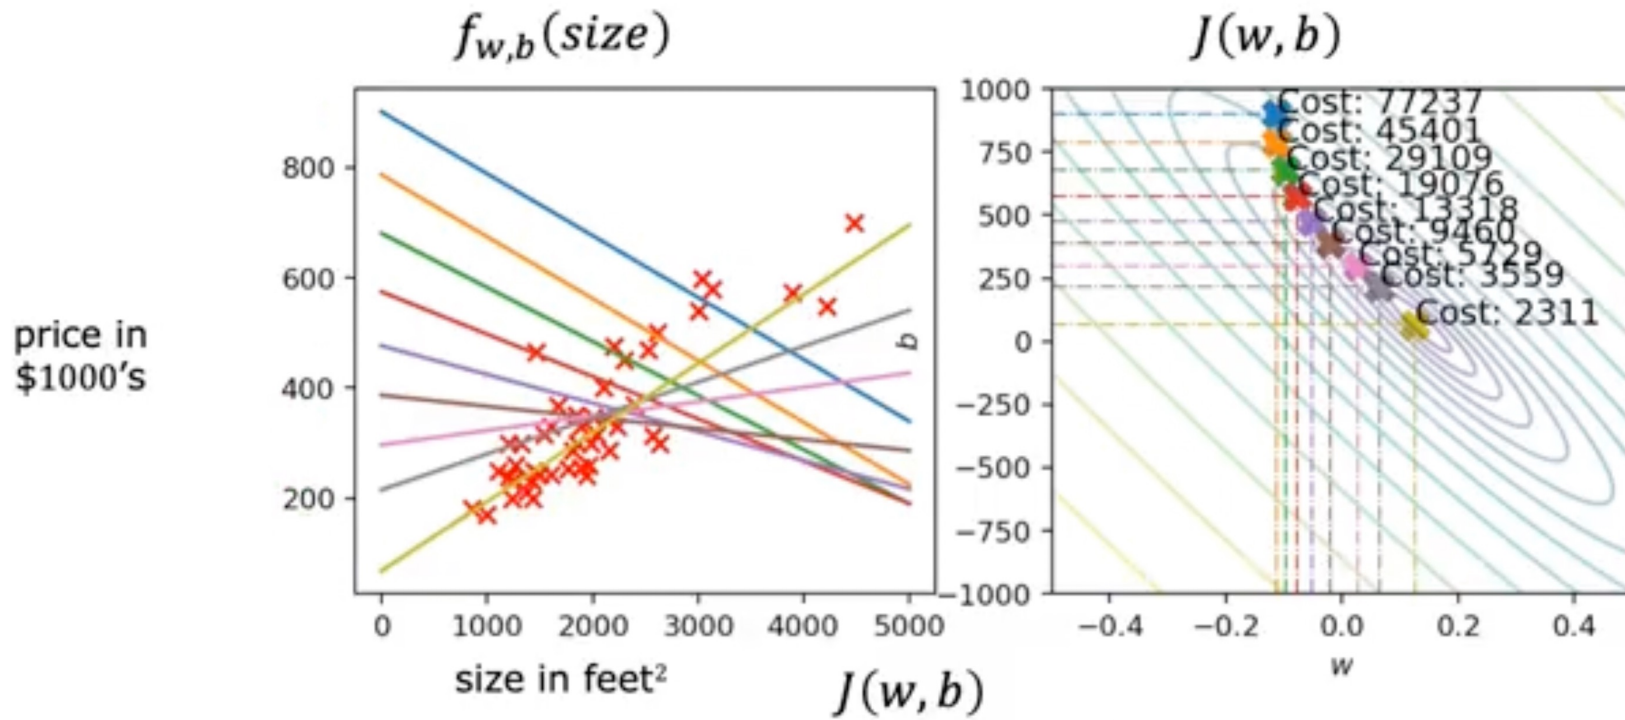 f_{w,b}(size)
J(w, b)
price in
$1000's
800
600
400
200
0 1000 2000 3000 4000 5000
size in feet²
1000
750
500
250
0
−250
−500
−750
−1000
b
Cost: 77237
Cost: 45401
Cost: 29109
Cost: 19076
Cost: 13318
Cost: 9460
Cost: 5729
Cost: 3559
Cost: 2311
−0.4 −0.2 0.0 0.2 0.4
w
J(w, b)